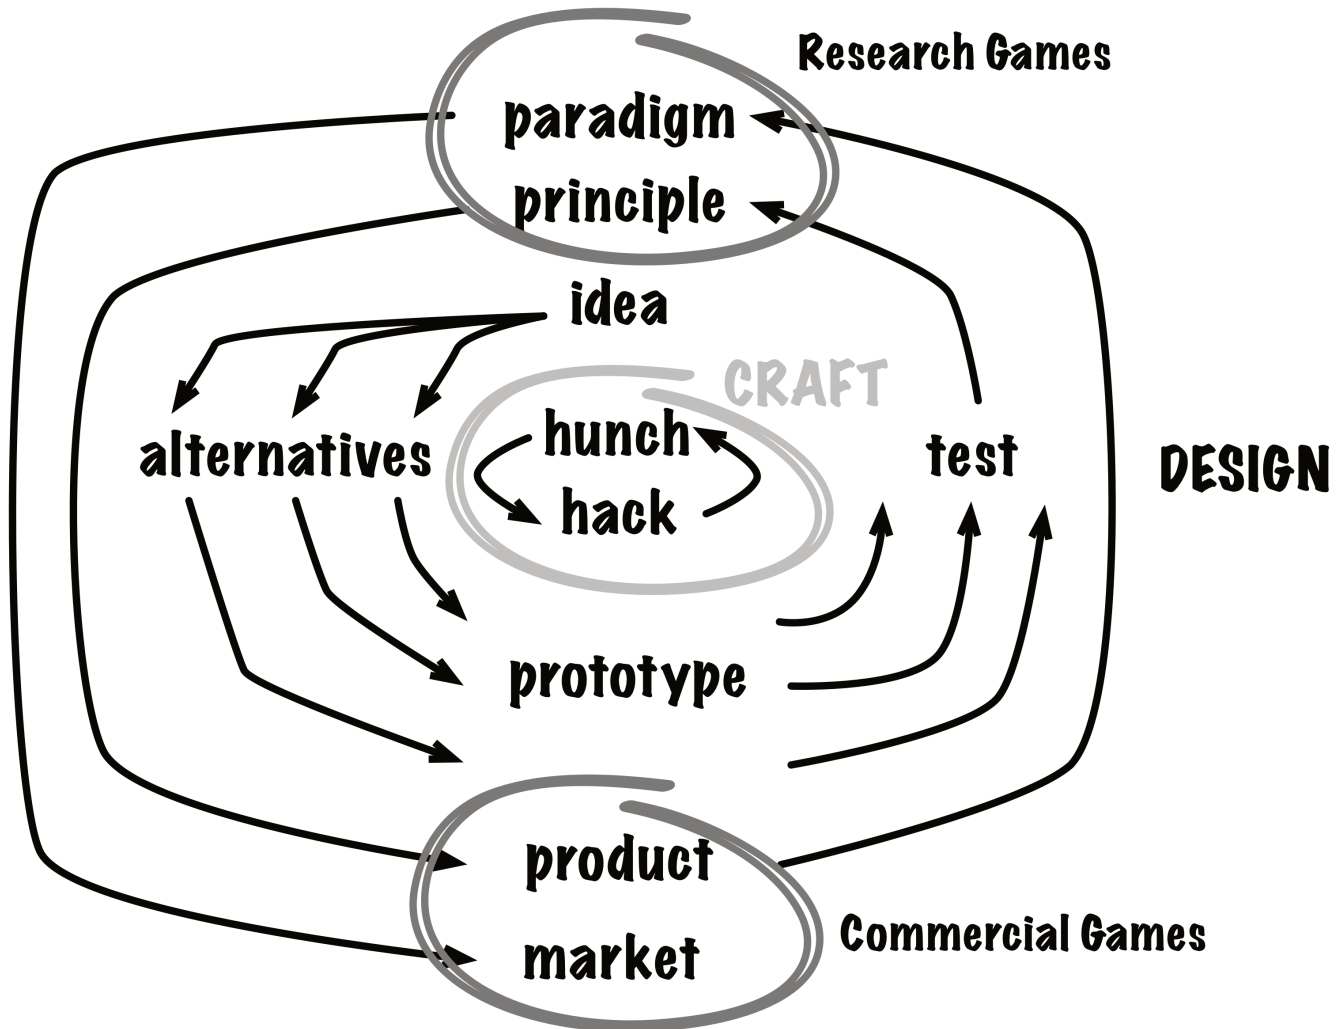 Research Games
paradigm
principle
idea
CRAFT
hunch
alternatives
test
DESIGN
hack
prototype
product
Commercial Games
market